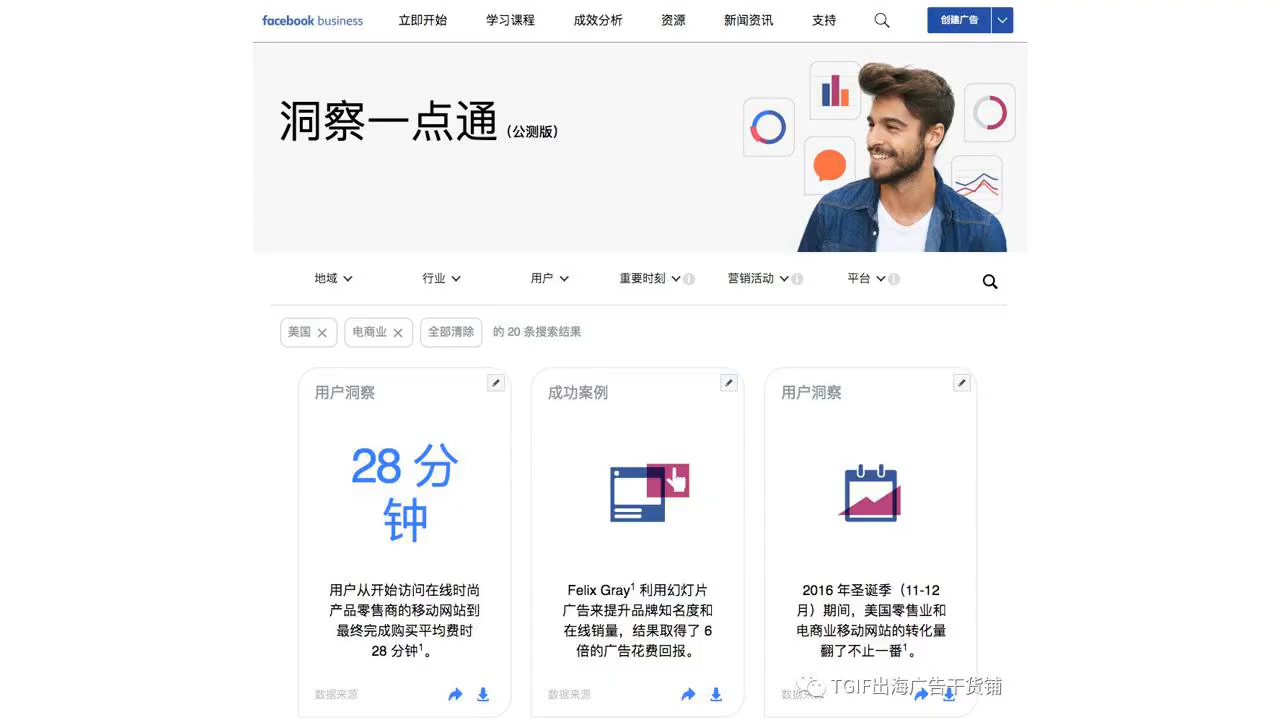 facebook business 立即开始 学习课程 成效分析 资源 新闻资讯 支持 创建广告
洞察一点通 (公测版)
地域 行业 用户 重要时刻 营销活动 平台
美国 电商业 全部清除 的 20 条搜索结果
用户洞察
28 分
钟
用户从开始访问在线时尚
产品零售商的移动网站到
最终完成购买平均费时
28 分钟1。
数据来源
成功案例
Felix Gray1 利用幻灯片
广告来提升品牌知名度和
在线销量，结果取得了 6
倍的广告花费回报。
数据来源
用户洞察
2016 年圣诞季（11-12
月）期间，美国零售业和
电商业移动网站的转化量
翻了不止一番1。
数据来源
TGIF出海广告干货铺